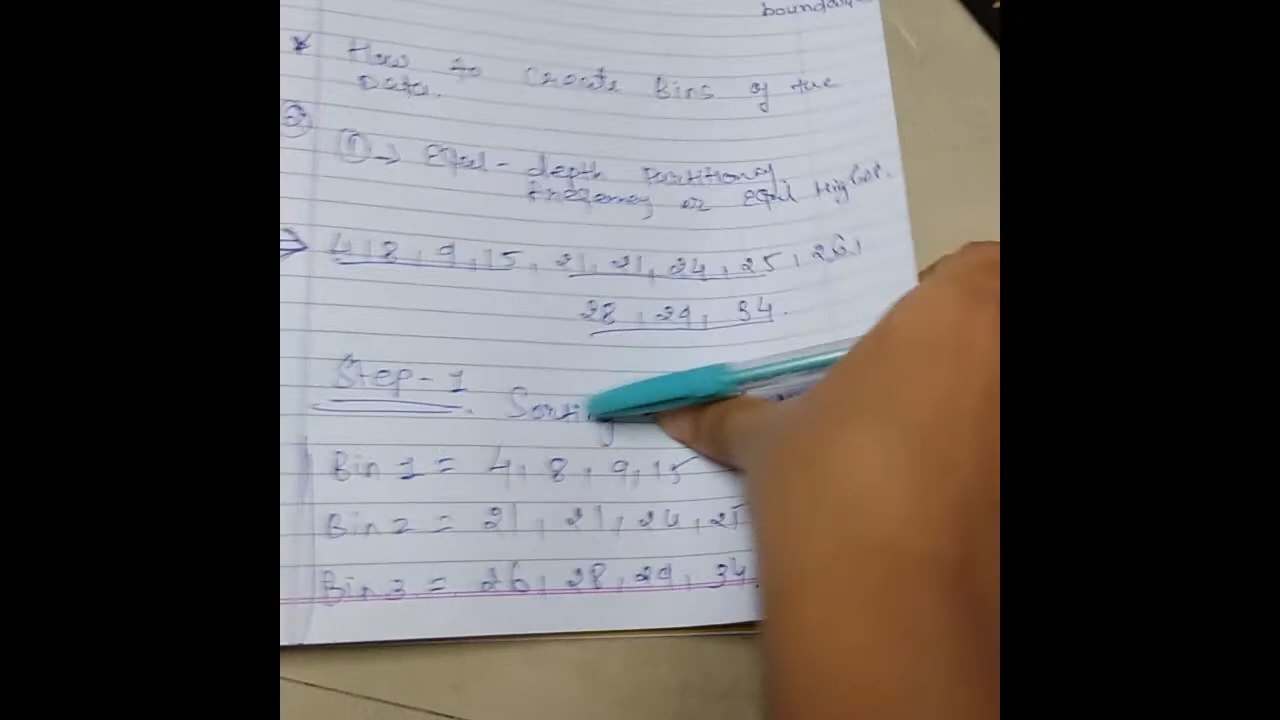 boundary
* How to create Bins of the
Data.
②
① → Equal-depth Partitioning
frequency or Equal Height.
⇒ 4, 8, 9, 15, 21, 21, 24, 25, 26,
28, 29, 34.
Step-1. Sorting
Bin 1 = 4, 8, 9, 15
Bin 2 = 21, 21, 24, 25
Bin 3 = 26, 28, 29, 34.